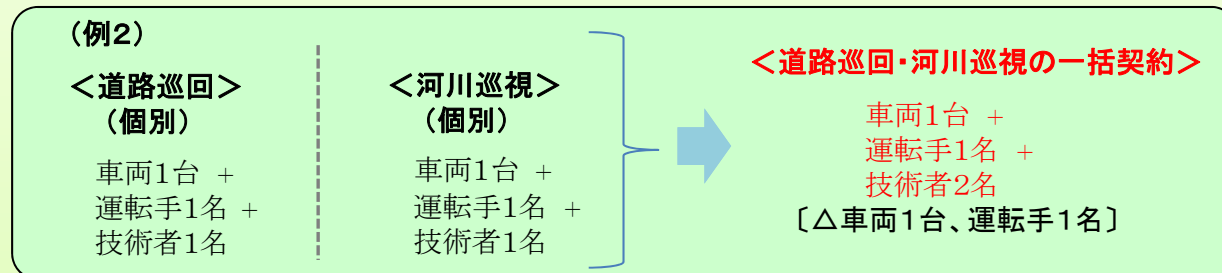 (例2)
<道路巡回>
(個別)
車両1台 +
運転手1名 +
技術者1名
<河川巡視>
(個別)
車両1台 +
運転手1名 +
技術者1名
<道路巡回・河川巡視の一括契約>
車両1台 +
運転手1名 +
技術者2名
〔△車両1台、運転手1名〕